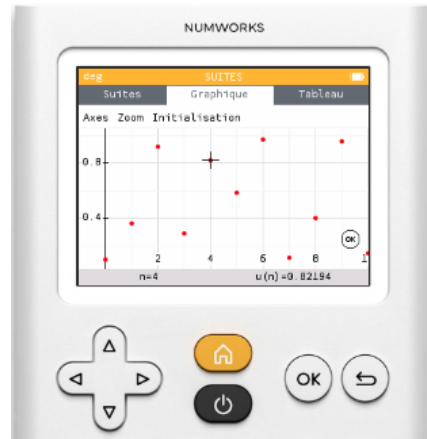 NUMWORKS
deg SUITES
Suites Graphique Tableau
Axes Zoom Initialisation
0.8
0.4
OK
2 4 6 8 1
n=4 u(n)=0.82194
OK